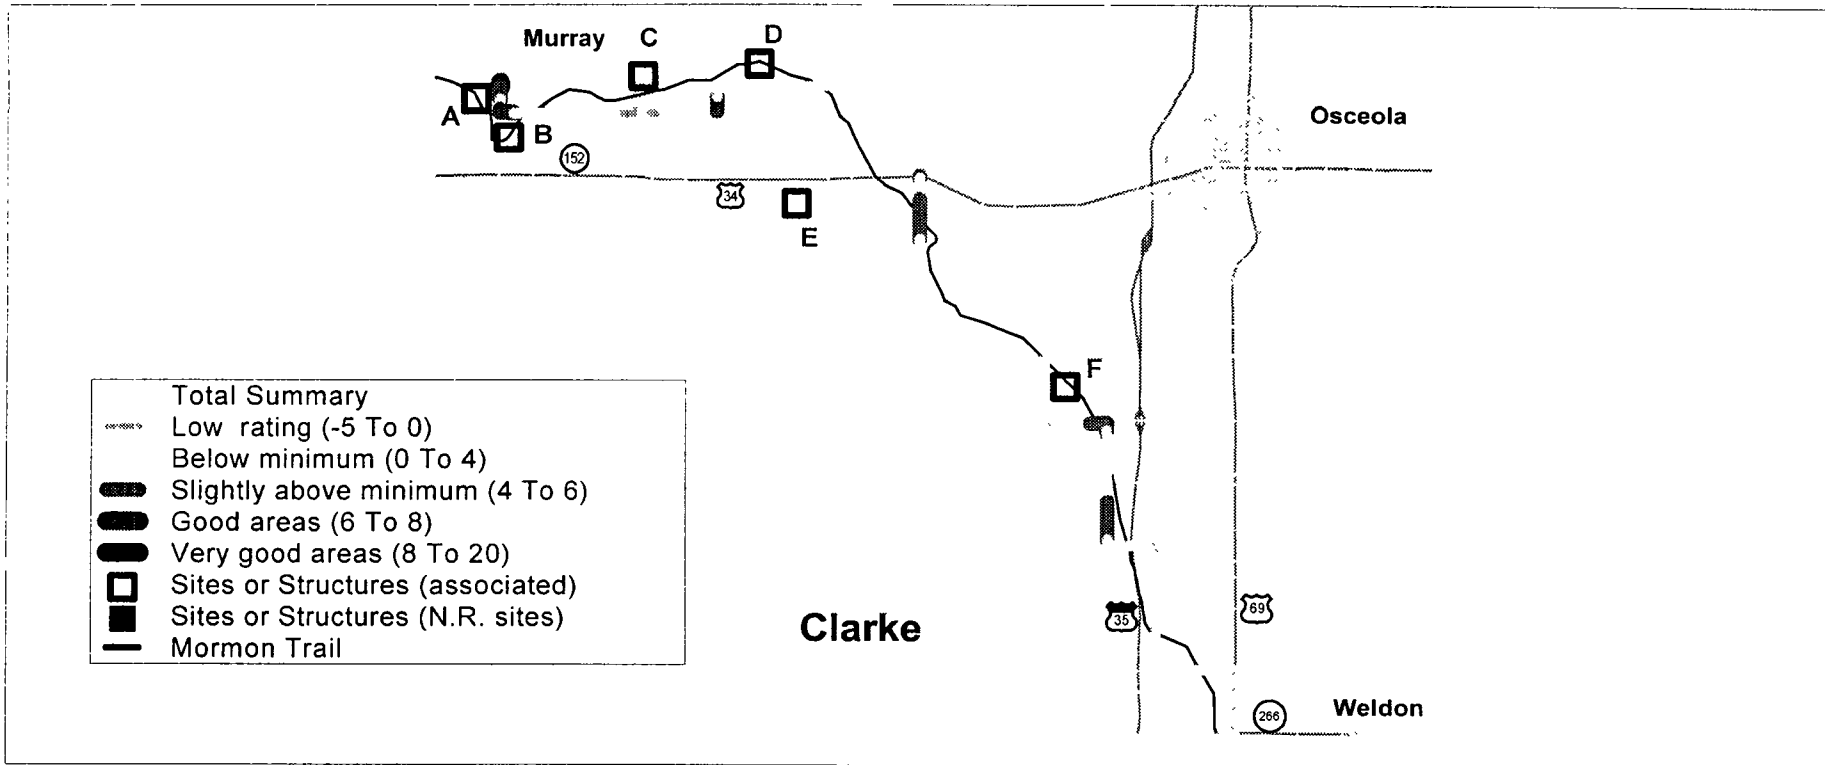 Murray
C
D
A
B
Osceola
152
34
E
F
Total Summary
Low rating (-5 To 0)
Below minimum (0 To 4)
Slightly above minimum (4 To 6)
Good areas (6 To 8)
Very good areas (8 To 20)
Sites or Structures (associated)
Sites or Structures (N.R. sites)
Mormon Trail
Clarke
35
69
266
Weldon